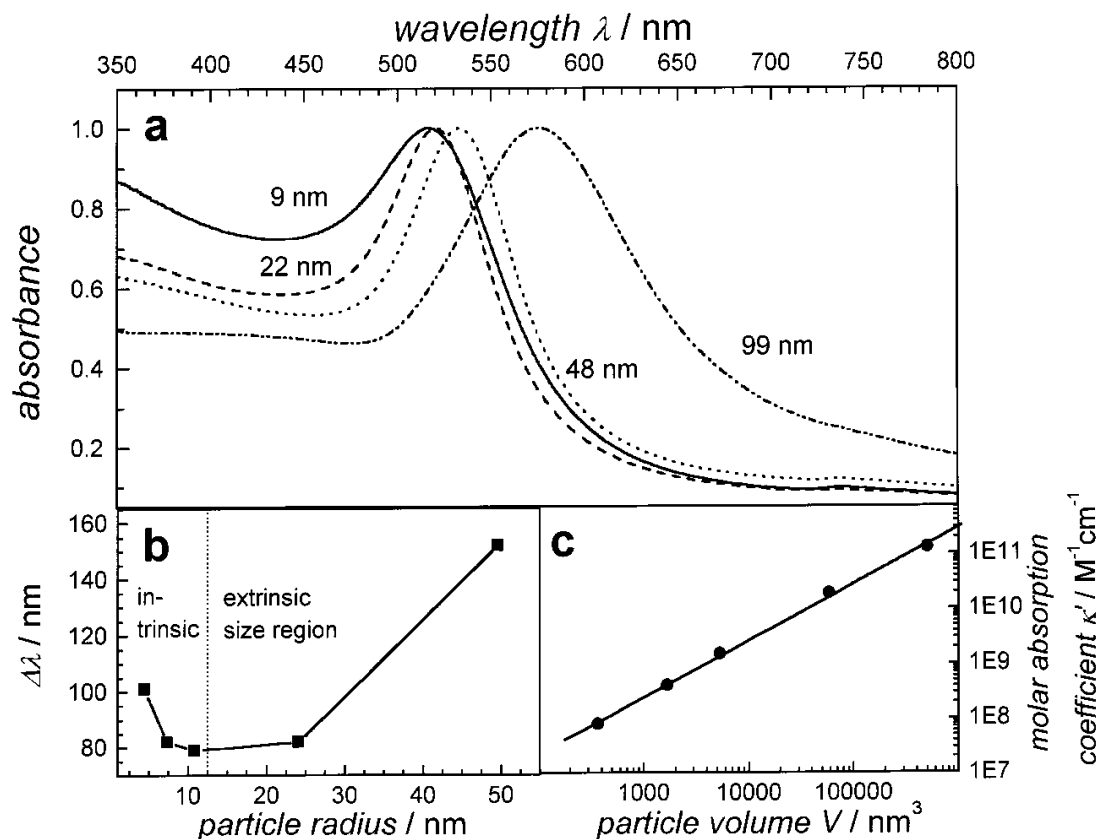 wavelength λ / nm
350 400 450 500 550 600 650 700 750 800
a
absorbance
1.0
0.8
0.6
0.4
0.2
9 nm
22 nm
48 nm
99 nm
b
Δλ / nm
160
140
120
100
80
in-
trinsic
extrinsic
size region
10 20 30 40 50
particle radius / nm
c
1E11
1E10
1E9
1E8
1E7
molar absorption
coefficient κ' / M⁻¹cm⁻¹
1000 10000 100000
particle volume V / nm³